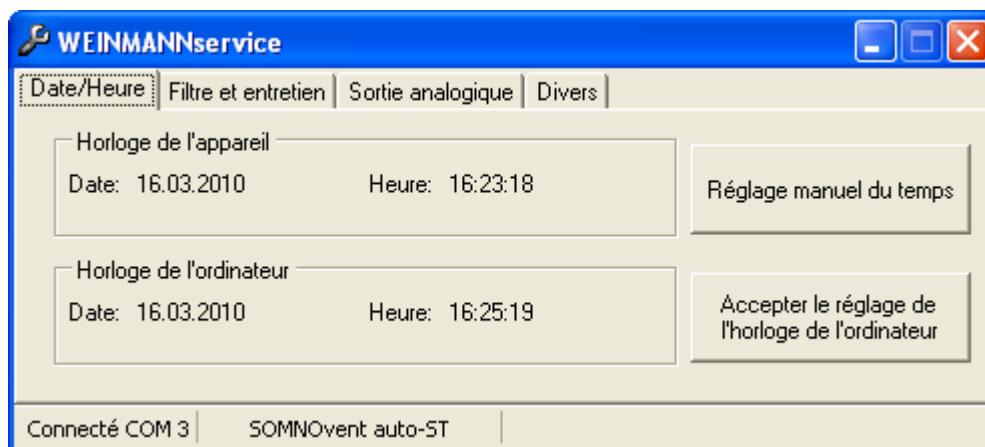 WEINMANNservice
Date/Heure Filtre et entretien Sortie analogique Divers
Horloge de l'appareil
Date: 16.03.2010 Heure: 16:23:18
Réglage manuel du temps
Horloge de l'ordinateur
Date: 16.03.2010 Heure: 16:25:19
Accepter le réglage de
l'horloge de l'ordinateur
Connecté COM 3 SOMNOvent auto-ST